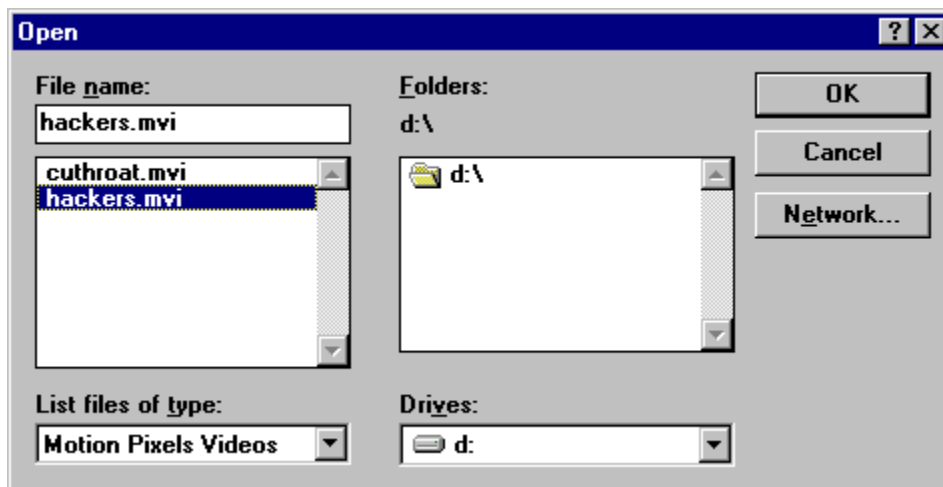 Open
File name:
hackers.mvi
cuthroat.mvi
hackers.mvi
List files of type:
Motion Pixels Videos
Folders:
d:\
d:\
Drives:
d:
OK
Cancel
Network...